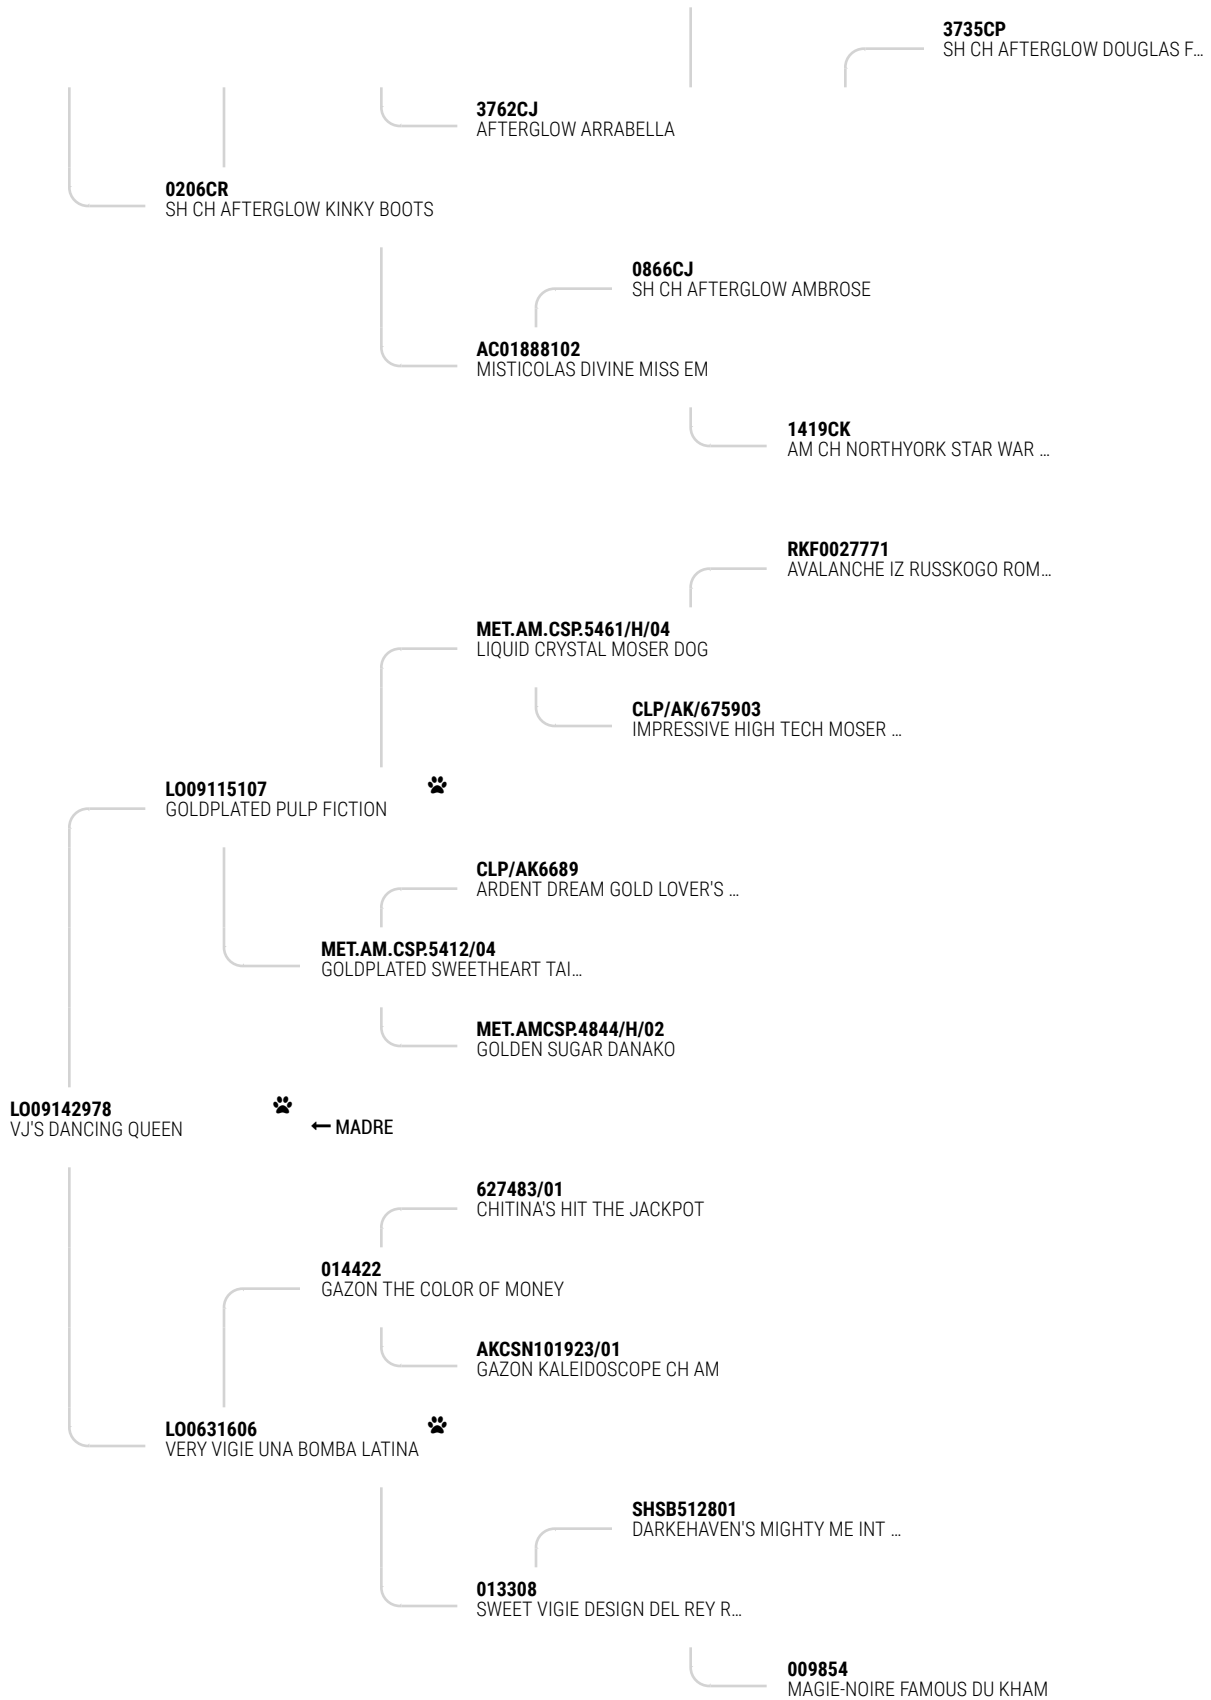 3735CP
SH CH AFTERGLOW DOUGLAS F...
3762CJ
AFTERGLOW ARRABELLA
0206CR
SH CH AFTERGLOW KINKY BOOTS
0866CJ
SH CH AFTERGLOW AMBROSE
AC01888102
MISTICOLAS DIVINE MISS EM
1419CK
AM CH NORTHYORK STAR WAR ...
RKF0027771
AVALANCHE IZ RUSSKOGO ROM...
MET.AM.CSP.5461/H/04
LIQUID CRYSTAL MOSER DOG
CLP/AK/675903
IMPRESSIVE HIGH TECH MOSER ...
LO09115107
GOLDPLATED PULP FICTION
CLP/AK6689
ARDENT DREAM GOLD LOVER'S ...
MET.AM.CSP.5412/04
GOLDPLATED SWEETHEART TAI...
MET.AMCSP.4844/H/02
GOLDEN SUGAR DANAKO
LO09142978
VJ'S DANCING QUEEN
← MADRE
627483/01
CHITINA'S HIT THE JACKPOT
014422
GAZON THE COLOR OF MONEY
AKCSN101923/01
GAZON KALEIDOSCOPE CH AM
LO0631606
VERY VIGIE UNA BOMBA LATINA
SHSB512801
DARKEHAVEN'S MIGHTY ME INT ...
013308
SWEET VIGIE DESIGN DEL REY R...
009854
MAGIE-NOIRE FAMOUS DU KHAM